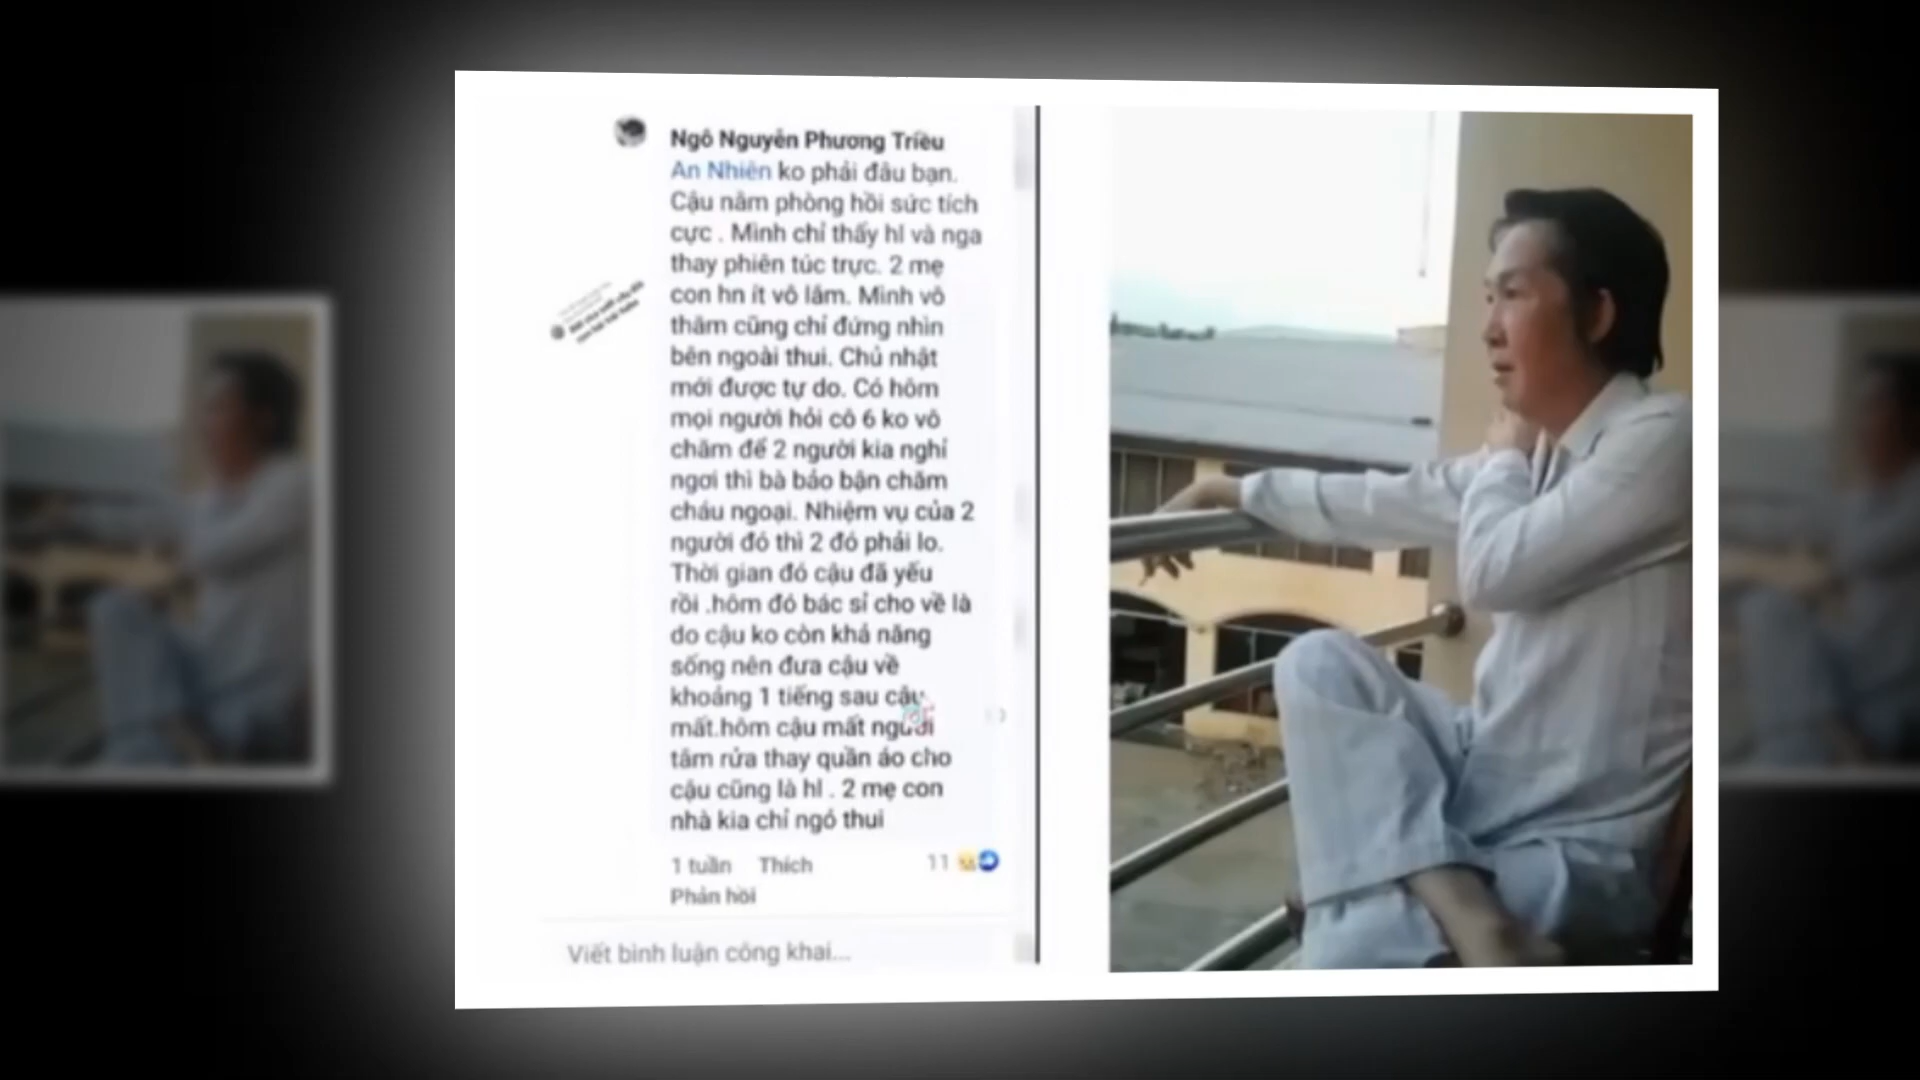 Ngô Nguyễn Phương Triều
An Nhiên ko phải đâu bạn.
Cậu nằm phòng hồi sức tích
cực . Mình chỉ thấy hl và nga
thay phiên túc trực. 2 mẹ
con hn ít vô lắm. Mình vô
thăm cũng chỉ đứng nhìn
bên ngoài thui. Chủ nhật
mới được tự do. Có hôm
mọi người hỏi cô 6 ko vô
chăm để 2 người kia nghỉ
ngơi thì bà bảo bận chăm
cháu ngoại. Nhiệm vụ của 2
người đó thì 2 đó phải lo.
Thời gian đó cậu đã yếu
rồi .hôm đó bác sĩ cho về là
do cậu ko còn khả năng
sống nên đưa cậu về
khoảng 1 tiếng sau cậu
mất.hôm cậu mất người
tắm rửa thay quần áo cho
cậu cũng là hl . 2 mẹ con
nhà kia chỉ ngó thui
1 tuần Thích 11
Phản hồi
Viết bình luận công khai...